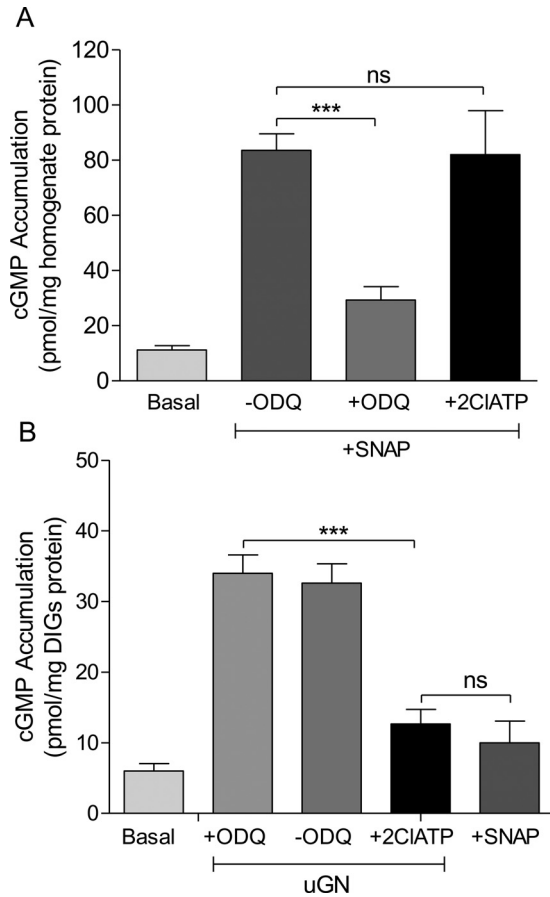 A
cGMP Accumulation
(pmol/mg homogenate protein)
120
100
80
60
40
20
0
ns
***
Basal
-ODQ
+ODQ
+2ClATP
+SNAP
B
cGMP Accumulation
(pmol/mg DIGs protein)
50
40
30
20
10
0
***
ns
Basal
+ODQ
-ODQ
+2ClATP
+SNAP
uGN